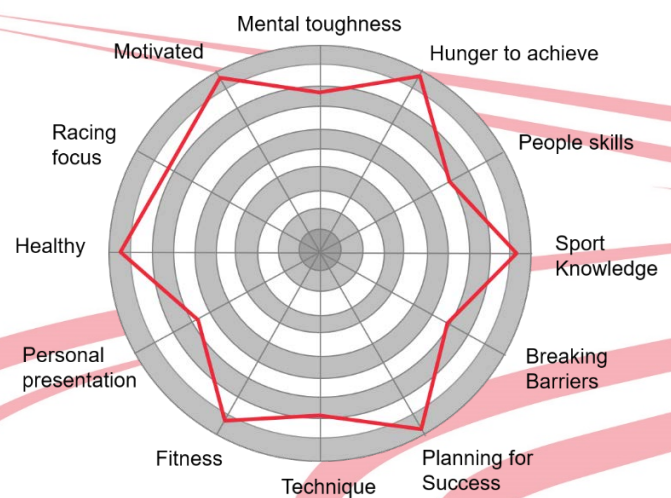 Mental toughness
Hunger to achieve
People skills
Sport
Knowledge
Breaking
Barriers
Planning for
Success
Technique
Fitness
Personal
presentation
Healthy
Racing
focus
Motivated